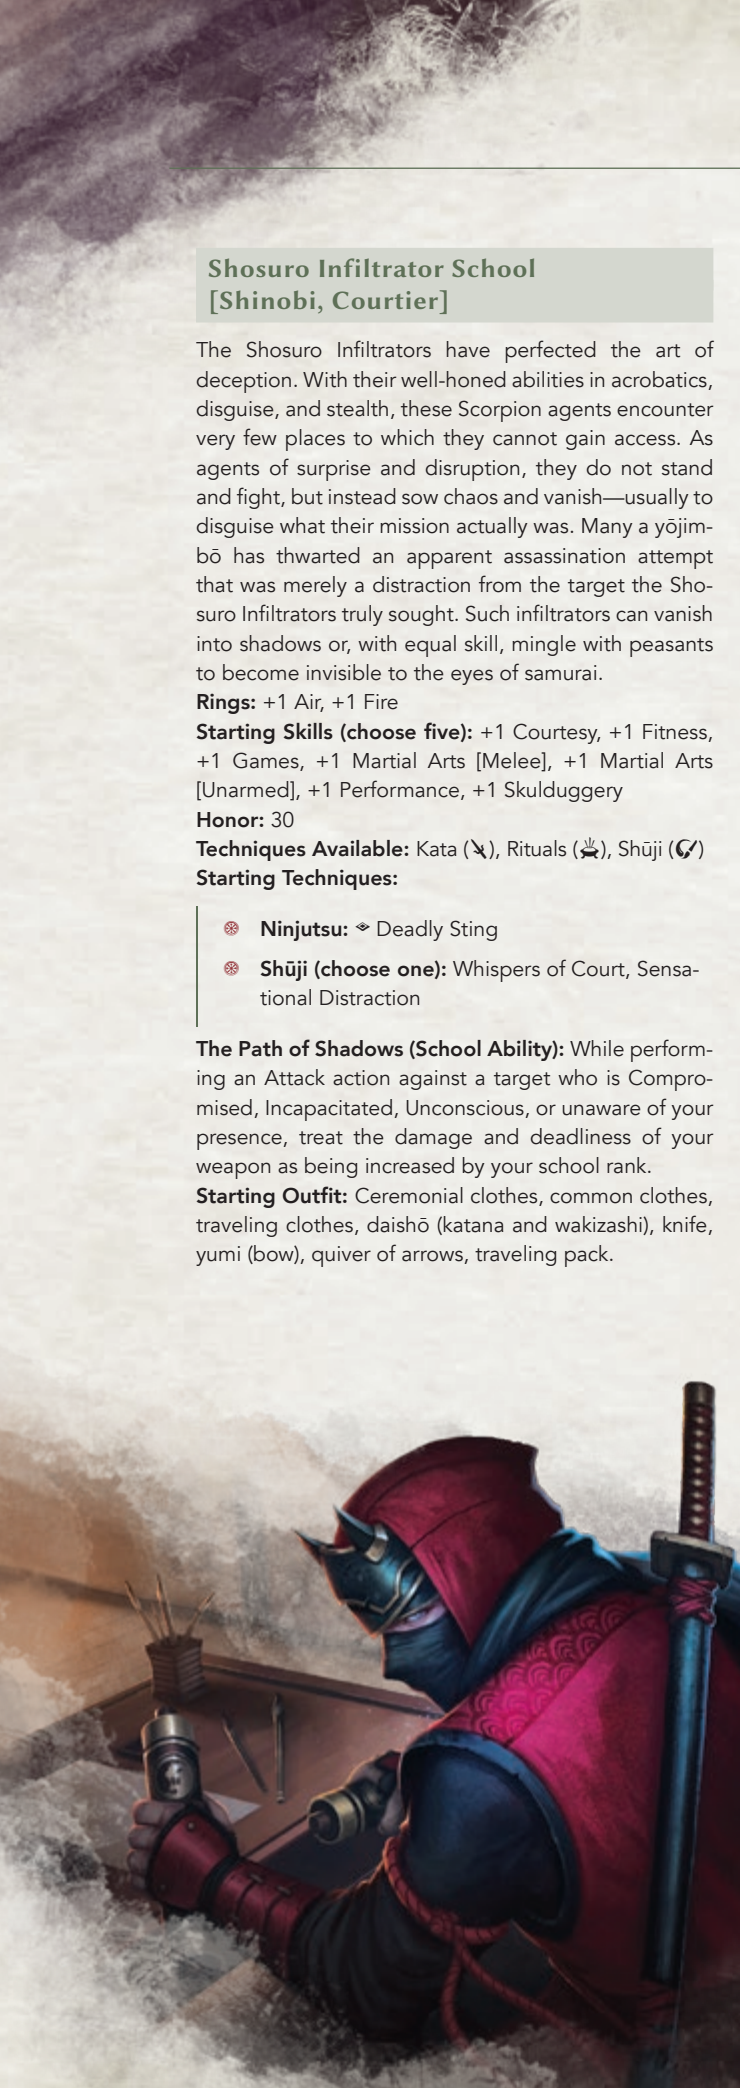 Shosuro Infiltrator School
[Shinobi, Courtier]
The Shosuro Infiltrators have perfected the art of
deception. With their well-honed abilities in acrobatics,
disguise, and stealth, these Scorpion agents encounter
very few places to which they cannot gain access. As
agents of surprise and disruption, they do not stand
and fight, but instead sow chaos and vanish—usually to
disguise what their mission actually was. Many a yōjim-
bō has thwarted an apparent assassination attempt
that was merely a distraction from the target the Sho-
suro Infiltrators truly sought. Such infiltrators can vanish
into shadows or, with equal skill, mingle with peasants
to become invisible to the eyes of samurai.
Rings: +1 Air, +1 Fire
Starting Skills (choose five): +1 Courtesy, +1 Fitness,
+1 Games, +1 Martial Arts [Melee], +1 Martial Arts
[Unarmed], +1 Performance, +1 Skulduggery
Honor: 30
Techniques Available: Kata (), Rituals (), Shūji ()
Starting Techniques:
Ninjutsu: Deadly Sting
Shūji (choose one): Whispers of Court, Sensa-
tional Distraction
The Path of Shadows (School Ability): While perform-
ing an Attack action against a target who is Compro-
mised, Incapacitated, Unconscious, or unaware of your
presence, treat the damage and deadliness of your
weapon as being increased by your school rank.
Starting Outfit: Ceremonial clothes, common clothes,
traveling clothes, daishō (katana and wakizashi), knife,
yumi (bow), quiver of arrows, traveling pack.